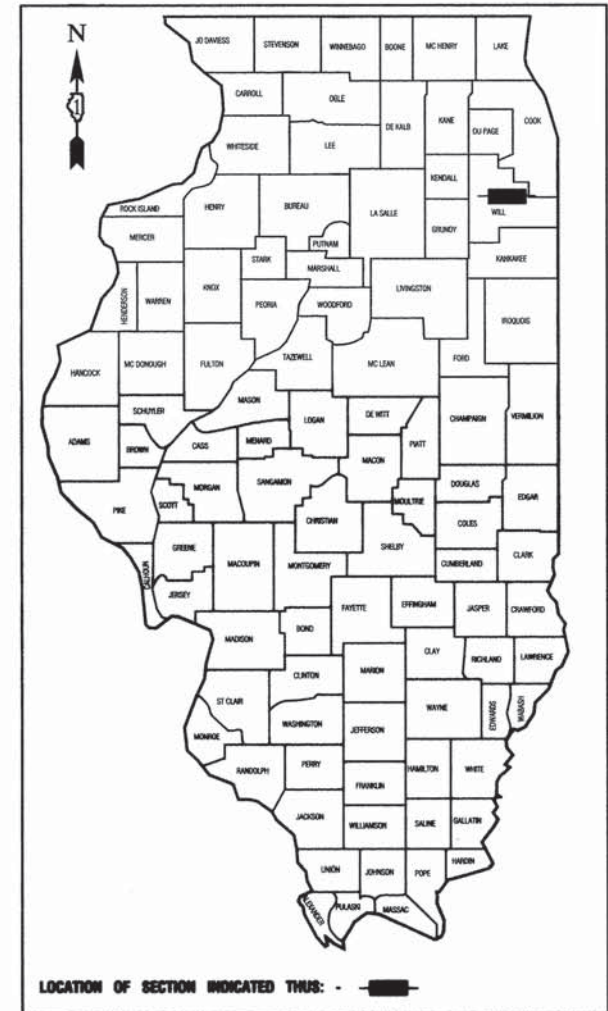 N
1
JO DAVIESS
STEVENSON
WINNEBAGO
BOONE
MC HENRY
LAKE
CARROLL
OGLE
DE KALB
KANE
DU PAGE
COOK
WHITESIDE
LEE
KENDALL
WILL
ROCK ISLAND
HENRY
BUREAU
LA SALLE
GRUNDY
MERCER
PUTNAM
KANKAKEE
STARK
MARSHALL
HENDERSON
WARREN
KNOX
PEORIA
WOODFORD
LIVINGSTON
IROQUOIS
HANCOCK
MC DONOUGH
FULTON
TAZEWELL
MC LEAN
FORD
MASON
SCHUYLER
LOGAN
DE WITT
CHAMPAIGN
VERMILION
ADAMS
BROWN
CASS
MENARD
PIATT
MACON
MORGAN
SANGAMON
DOUGLAS
EDGAR
PIKE
SCOTT
CHRISTIAN
MOULTRIE
COLES
GREENE
MACOUPIN
MONTGOMERY
SHELBY
CUMBERLAND
CLARK
CALHOUN
JERSEY
FAYETTE
EFFINGHAM
JASPER
CRAWFORD
MADISON
BOND
CLAY
RICHLAND
LAWRENCE
CLINTON
MARION
ST CLAIR
WAYNE
EDWARDS
WABASH
WASHINGTON
JEFFERSON
MONROE
RANDOLPH
PERRY
HAMILTON
WHITE
FRANKLIN
JACKSON
WILLIAMSON
SALINE
GALLATIN
UNION
JOHNSON
POPE
HARDIN
ALEXANDER
PULASKI
MASSAC
LOCATION OF SECTION INDICATED THUS: -